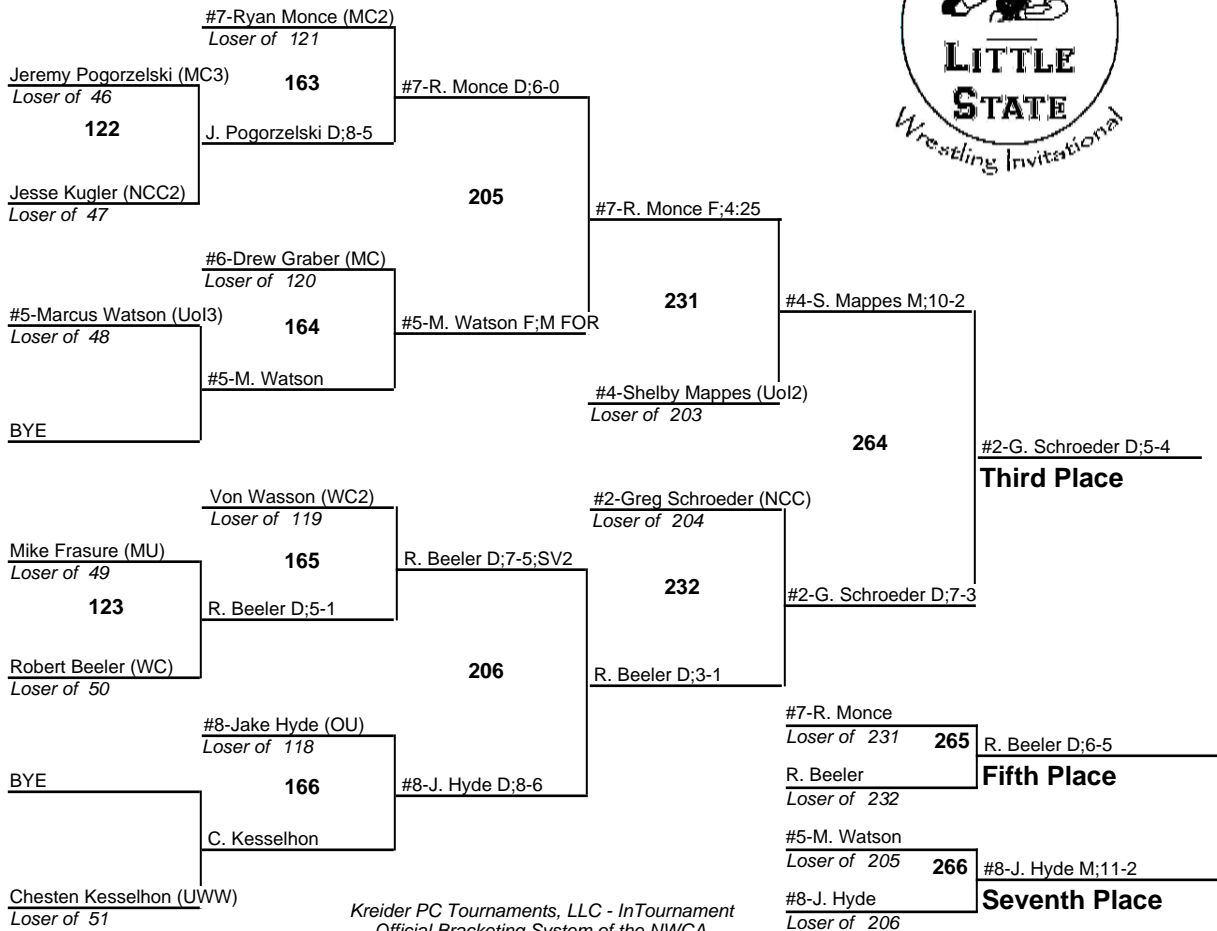 #7-Ryan Monce (MC2)
Loser of 121
Jeremy Pogorzelski (MC3)
Loser of 46
163
#7-R. Monce D;6-0
122
J. Pogorzelski D;8-5
Jesse Kugler (NCC2)
Loser of 47
205
#7-R. Monce F;4:25
#6-Drew Graber (MC)
Loser of 120
#5-Marcus Watson (UoI3)
Loser of 48
164
#5-M. Watson F;M FOR
231
#4-S. Mappes M;10-2
#5-M. Watson
#4-Shelby Mappes (UoI2)
Loser of 203
BYE
264
#2-G. Schroeder D;5-4
Third Place
Von Wasson (WC2)
Loser of 119
#2-Greg Schroeder (NCC)
Loser of 204
Mike Frasure (MU)
Loser of 49
165
R. Beeler D;7-5;SV2
232
#2-G. Schroeder D;7-3
123
R. Beeler D;5-1
Robert Beeler (WC)
Loser of 50
206
R. Beeler D;3-1
#8-Jake Hyde (OU)
Loser of 118
#7-R. Monce
Loser of 231
265
R. Beeler D;6-5
Fifth Place
R. Beeler
Loser of 232
BYE
166
#8-J. Hyde D;8-6
C. Kesselhon
#5-M. Watson
Loser of 205
266
#8-J. Hyde M;11-2
Seventh Place
#8-J. Hyde
Loser of 206
Chesten Kesselhon (UWW)
Loser of 51
LITTLE
STATE
Wrestling Invitational
Kreider PC Tournaments, LLC - InTournament
Official Bracketing System of the NWCA